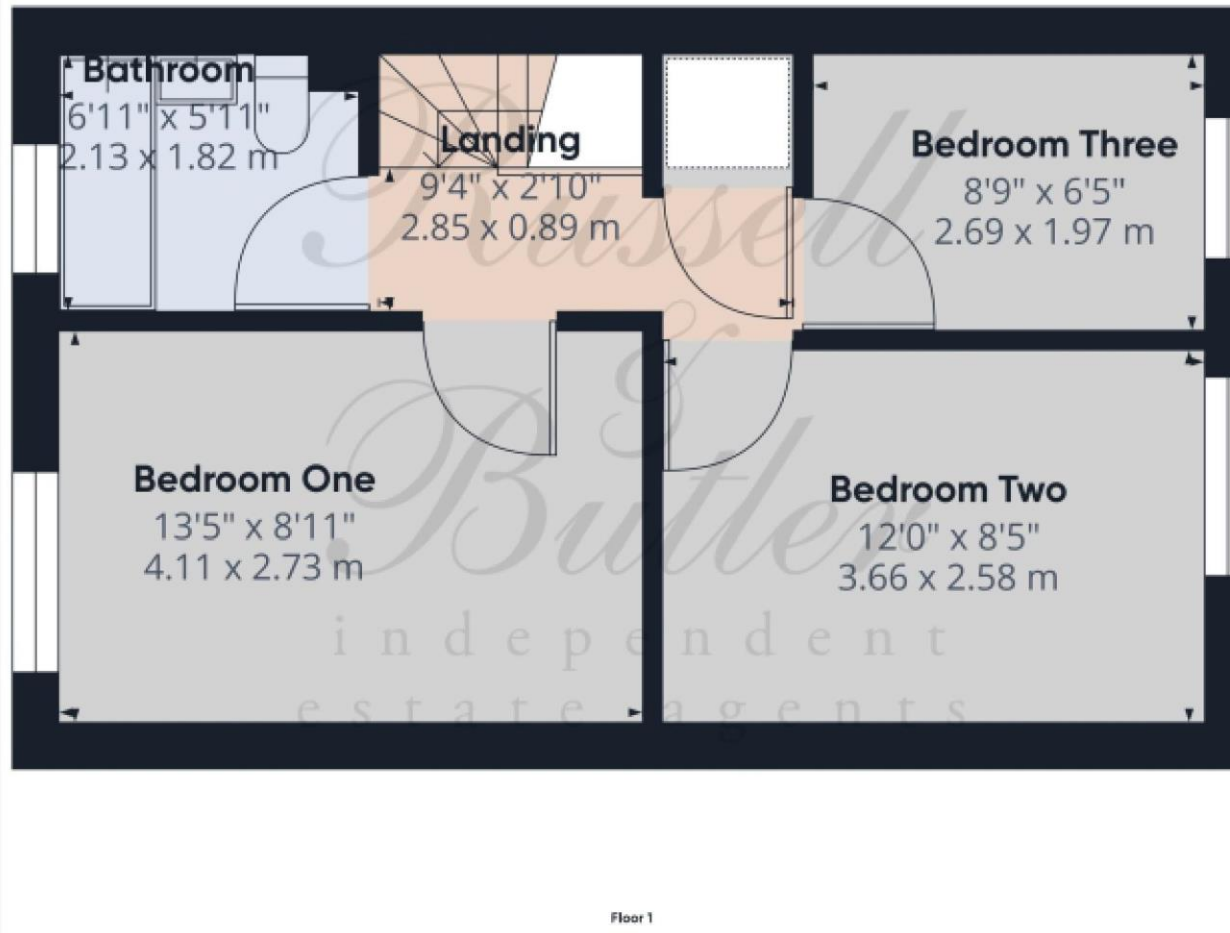 Bathroom
6'11" x 5'11"
2.13 x 1.82 m
Landing
9'4" x 2'10"
2.85 x 0.89 m
Bedroom Three
8'9" x 6'5"
2.69 x 1.97 m
Bedroom One
13'5" x 8'11"
4.11 x 2.73 m
Bedroom Two
12'0" x 8'5"
3.66 x 2.58 m
Russell
&
Butler
independent
estate agents
Floor 1